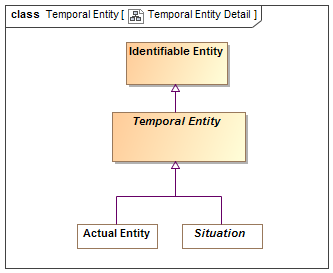 class Temporal Entity [ Temporal Entity Detail ]
Identifiable Entity
Temporal Entity
Actual Entity
Situation